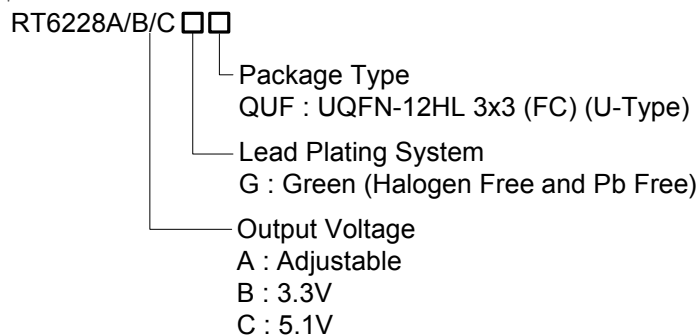 RT6228A/B/C
Package Type
QUF : UQFN-12HL 3x3 (FC) (U-Type)
Lead Plating System
G : Green (Halogen Free and Pb Free)
Output Voltage
A : Adjustable
B : 3.3V
C : 5.1V